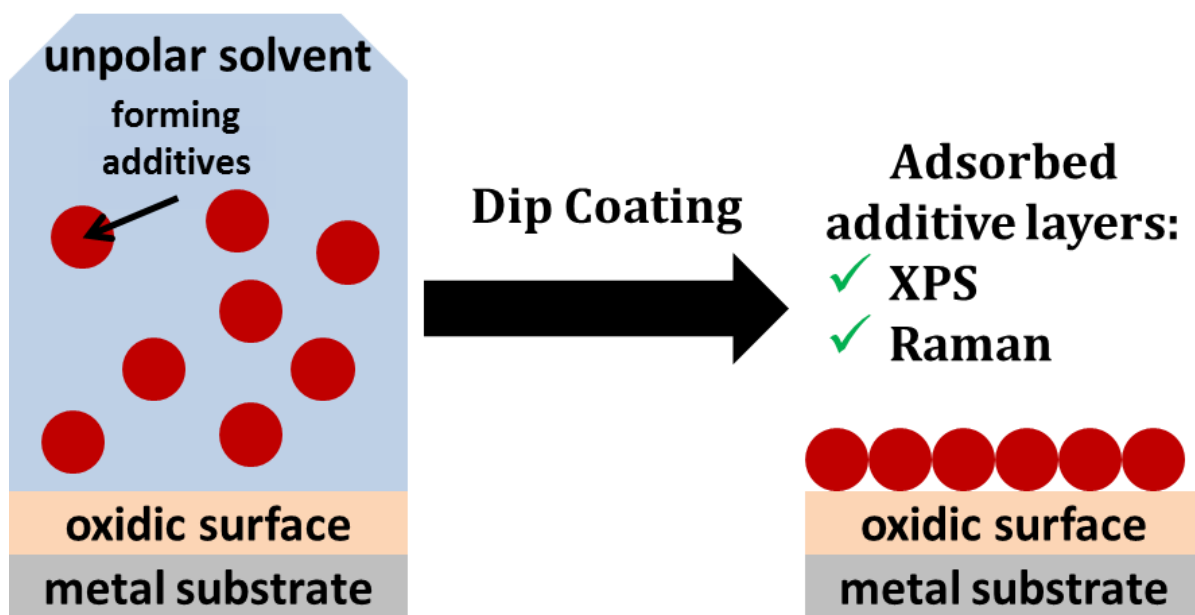 unpolar solvent
forming
additives
oxidic surface
metal substrate
Dip Coating
Adsorbed
additive layers:
✓ XPS
✓ Raman
oxidic surface
metal substrate